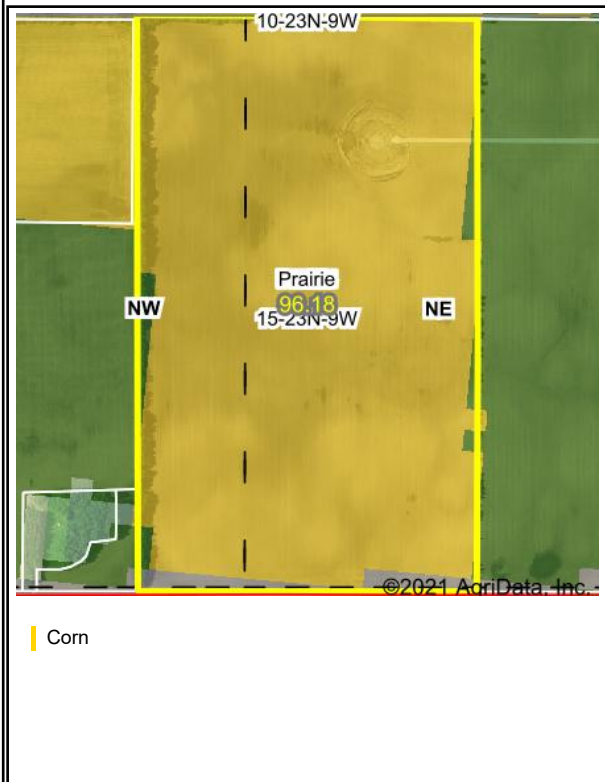 10-23N-9W
Prairie
NW
96.18
NE
15-23N-9W
©2021 AgriData, Inc.
Corn